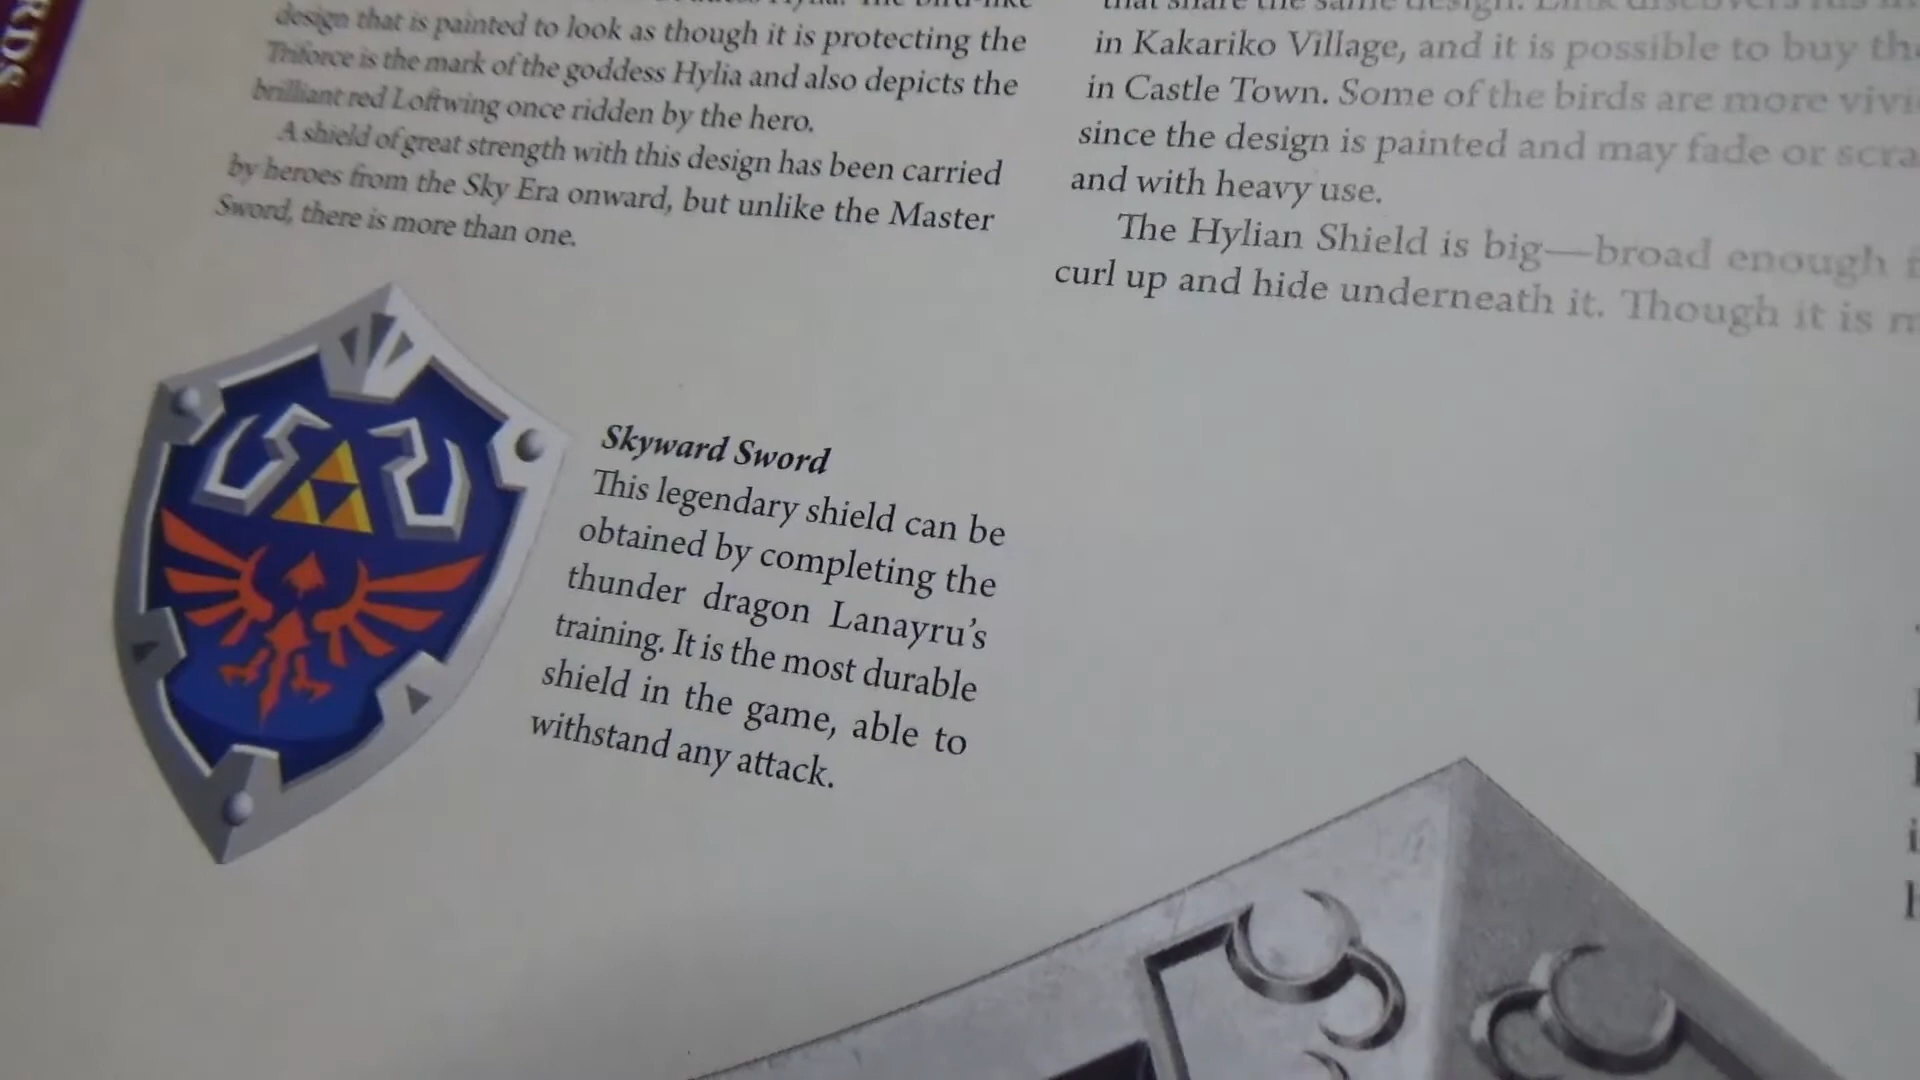 RDS
design that is painted to look as though it is protecting the
Triforce is the mark of the goddess Hylia and also depicts the
brilliant red Loftwing once ridden by the hero.
A shield of great strength with this design has been carried
by heroes from the Sky Era onward, but unlike the Master
Sword, there is more than one.
Skyward Sword
This legendary shield can be
obtained by completing the
thunder dragon Lanayru's
training. It is the most durable
shield in the game, able to
withstand any attack.
that share the same design.
in Kakariko Village, and it is possible to buy
in Castle Town. Some of the birds are more
since the design is painted and may fade or
and with heavy use.
The Hylian Shield is big—broad enough
curl up and hide underneath it. Though it is